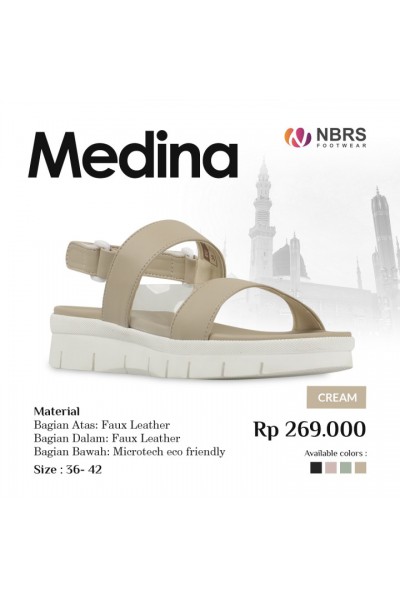 NBRS
FOOTWEAR
Medina
CREAM
Material
Bagian Atas: Faux Leather
Bagian Dalam: Faux Leather
Bagian Bawah: Microtech eco friendly
Size : 36- 42
Rp 269.000
Available colors :